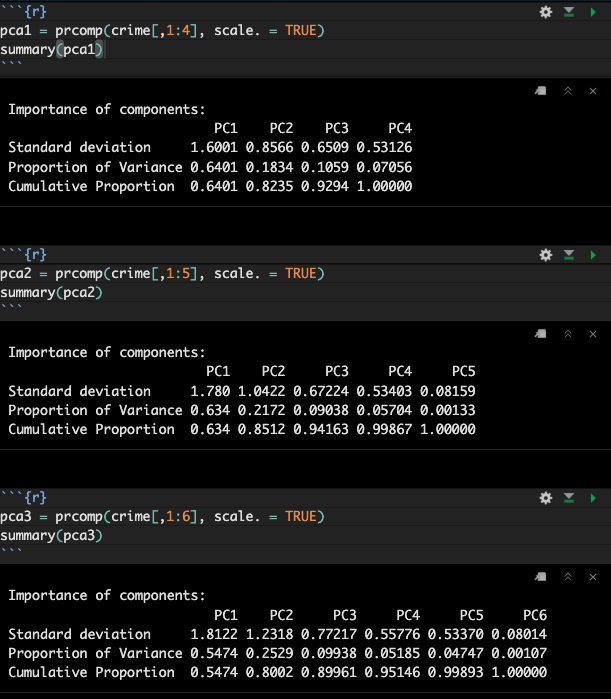 ```{r}
pca1 = prcomp(crime[,1:4], scale. = TRUE)
summary(pca1)
```
Importance of components:
PC1 PC2 PC3 PC4
Standard deviation 1.6001 0.8566 0.6509 0.53126
Proportion of Variance 0.6401 0.1834 0.1059 0.07056
Cumulative Proportion 0.6401 0.8235 0.9294 1.00000
```{r}
pca2 = prcomp(crime[,1:5], scale. = TRUE)
summary(pca2)
```
Importance of components:
PC1 PC2 PC3 PC4 PC5
Standard deviation 1.780 1.0422 0.67224 0.53403 0.08159
Proportion of Variance 0.634 0.2172 0.09038 0.05704 0.00133
Cumulative Proportion 0.634 0.8512 0.94163 0.99867 1.00000
```{r}
pca3 = prcomp(crime[,1:6], scale. = TRUE)
summary(pca3)
```
Importance of components:
PC1 PC2 PC3 PC4 PC5 PC6
Standard deviation 1.8122 1.2318 0.77217 0.55776 0.53370 0.08014
Proportion of Variance 0.5474 0.2529 0.09938 0.05185 0.04747 0.00107
Cumulative Proportion 0.5474 0.8002 0.89961 0.95146 0.99893 1.00000